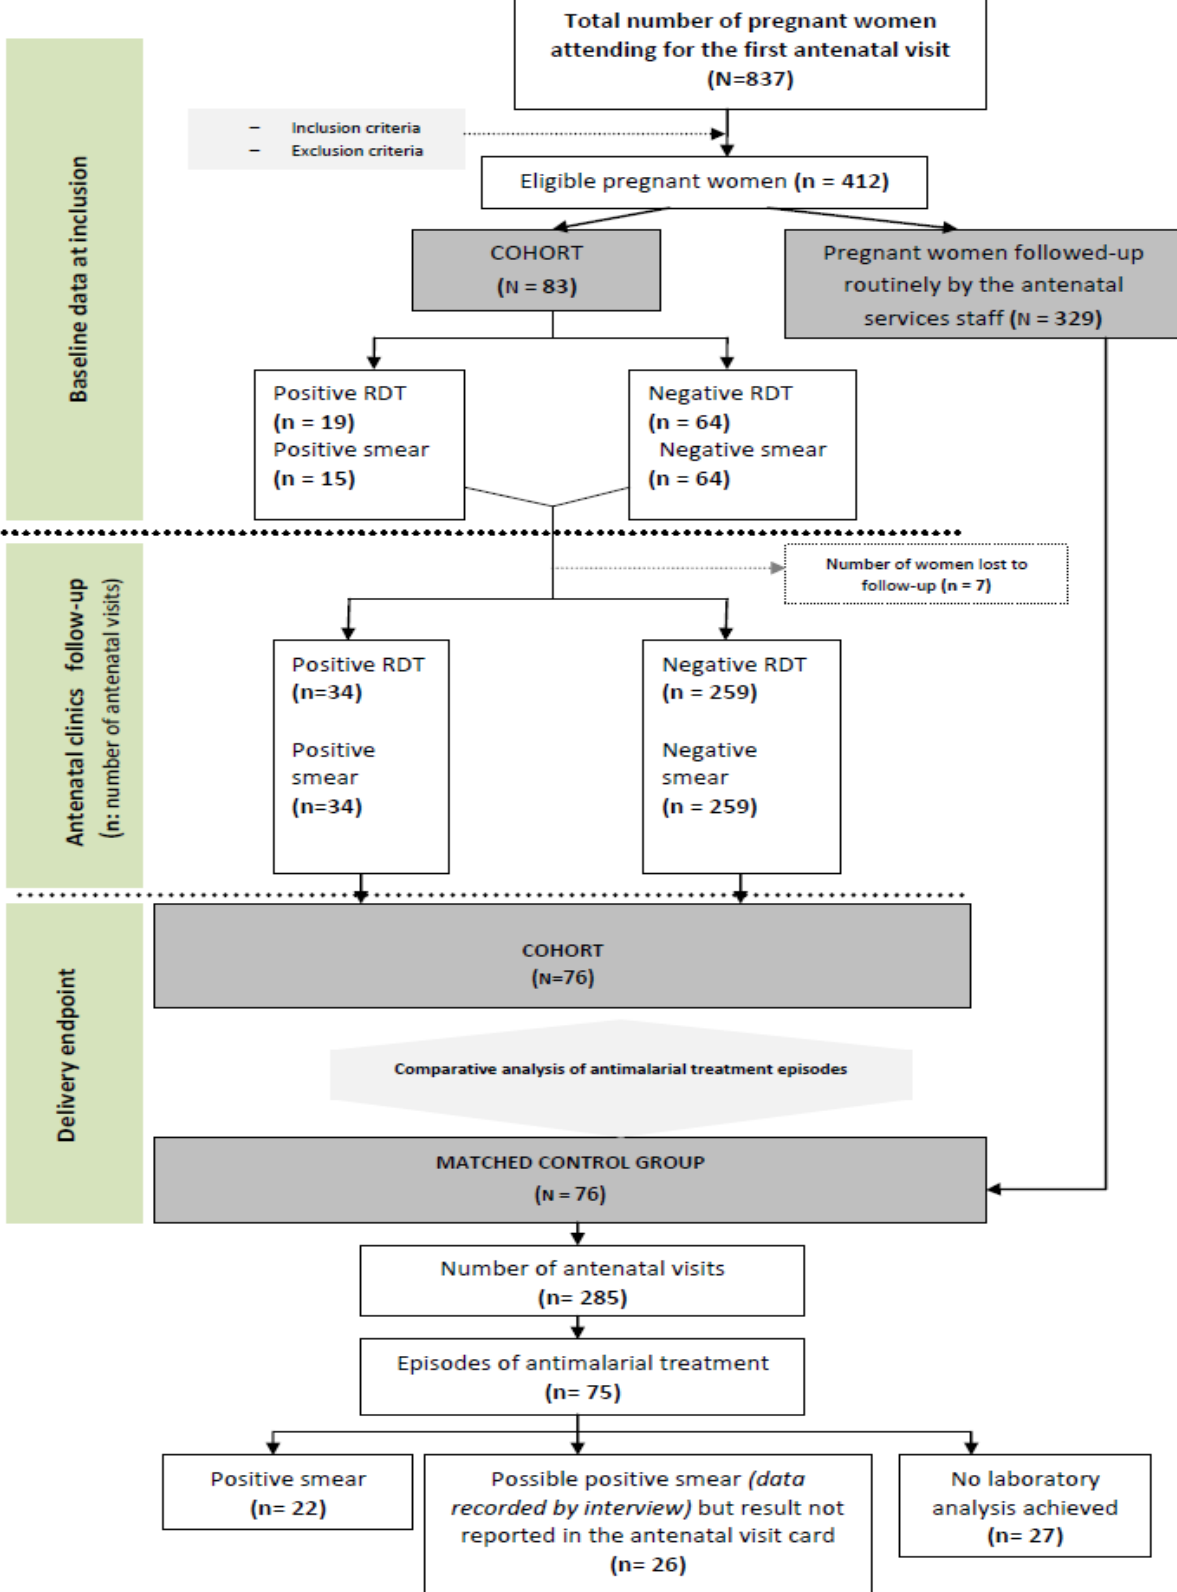 Total number of pregnant women
attending for the first antenatal visit
(N=837)
– Inclusion criteria
– Exclusion criteria
Eligible pregnant women (n = 412)
Baseline data at inclusion
COHORT
(N = 83)
Pregnant women followed-up
routinely by the antenatal
services staff (N = 329)
Positive RDT
(n = 19)
Positive smear
(n = 15)
Negative RDT
(n = 64)
Negative smear
(n = 64)
Number of women lost to
follow-up (n = 7)
Antenatal clinics follow-up
(n: number of antenatal visits)
Positive RDT
(n=34)
Positive
smear
(n=34)
Negative RDT
(n = 259)
Negative
smear
(n = 259)
Delivery endpoint
COHORT
(N=76)
Comparative analysis of antimalarial treatment episodes
MATCHED CONTROL GROUP
(N = 76)
Number of antenatal visits
(n= 285)
Episodes of antimalarial treatment
(n= 75)
Positive smear
(n= 22)
Possible positive smear (data
recorded by interview) but result not
reported in the antenatal visit card
(n= 26)
No laboratory
analysis achieved
(n= 27)